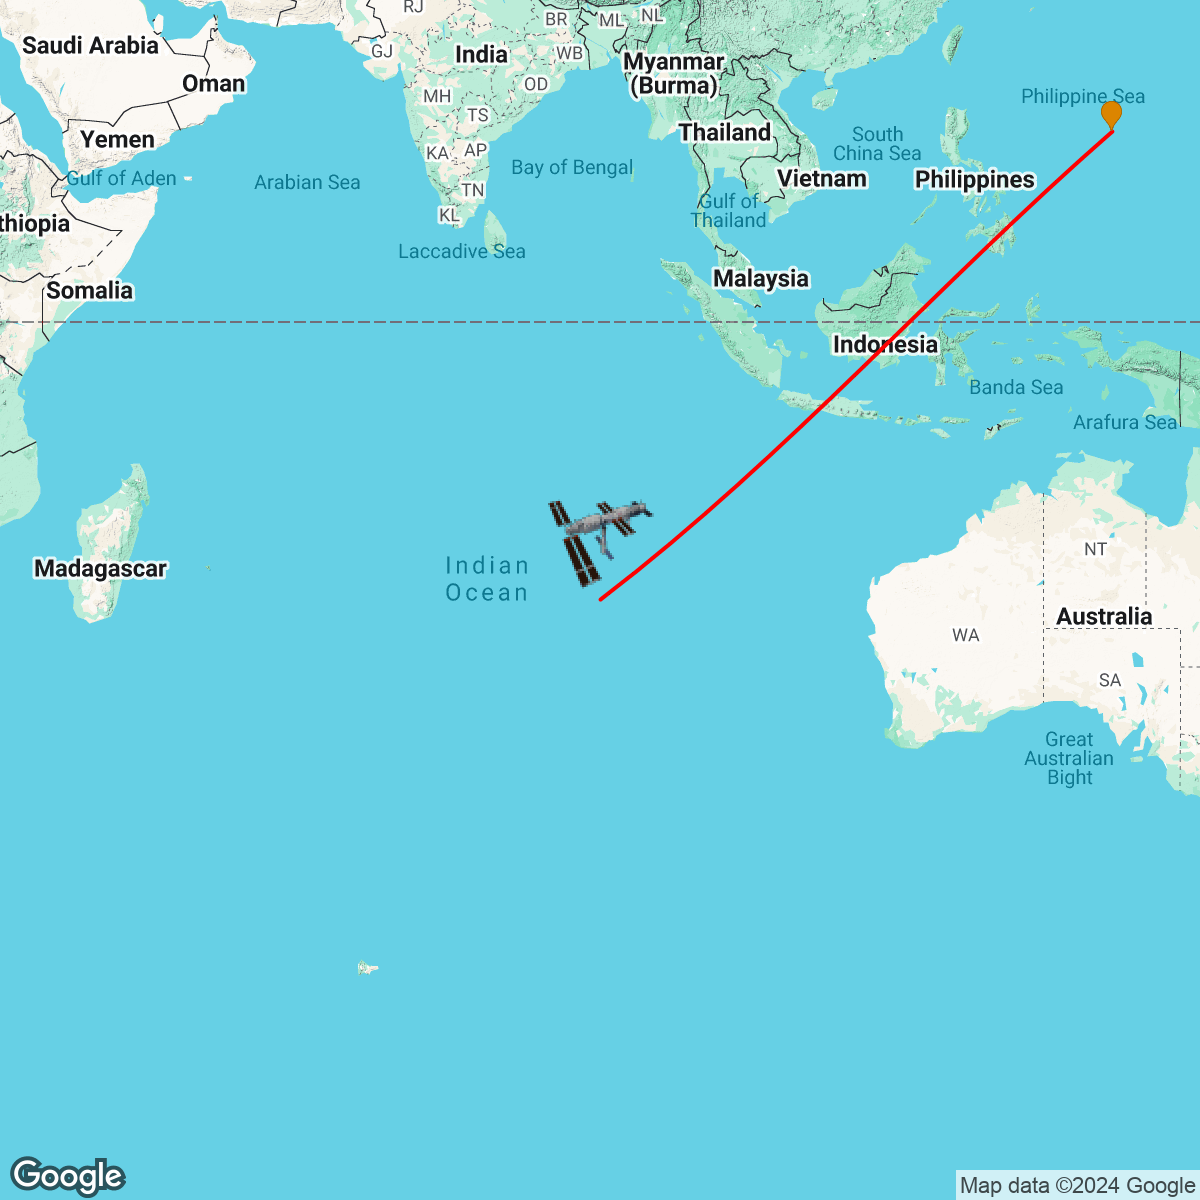 RJ
BR
ML
NL
Saudi Arabia
GJ
India
WB
Myanmar
(Burma)
Oman
OD
MH
Philippine Sea
TS
Yemen
Thailand
South
China Sea
KA
AP
Bay of Bengal
Gulf of Aden
Arabian Sea
Vietnam
Philippines
TN
Gulf of
Thailand
KL
thiopia
Laccadive Sea
Malaysia
Somalia
Indonesia
Banda Sea
Arafura Sea
NT
Indian
Ocean
Madagascar
Australia
WA
SA
Great
Australian
Bight
Google
Map data ©2024 Google